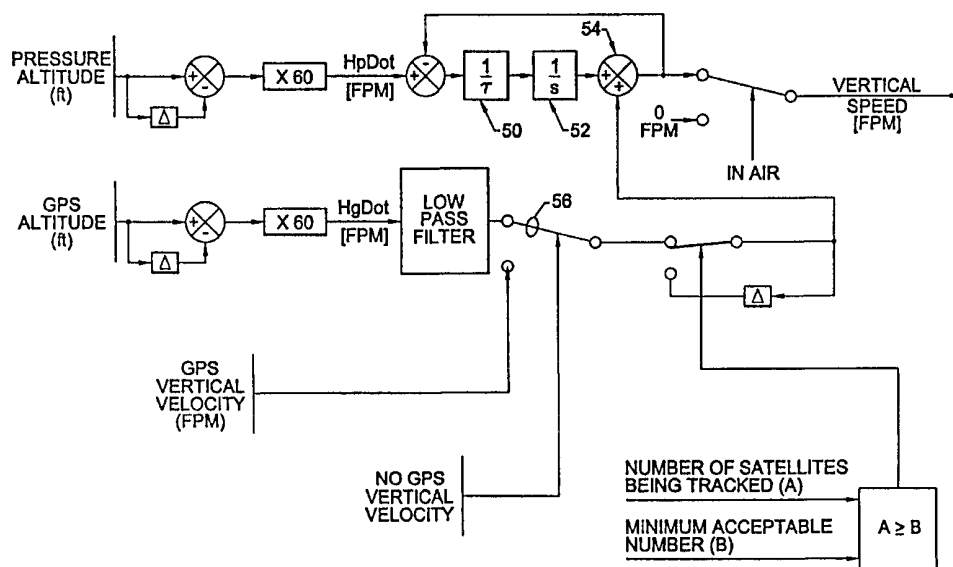 PRESSURE
ALTITUDE
(ft)
+
-
Δ
X 60
HpDot
[FPM]
+
-
1
τ
50
1
s
52
54
+
+
0
FPM
IN AIR
VERTICAL
SPEED
[FPM]
GPS
ALTITUDE
(ft)
+
-
Δ
X 60
HgDot
[FPM]
LOW
PASS
FILTER
56
Δ
GPS
VERTICAL
VELOCITY
(FPM)
NO GPS
VERTICAL
VELOCITY
NUMBER OF SATELLITES
BEING TRACKED (A)
MINIMUM ACCEPTABLE
NUMBER (B)
A ≥ B